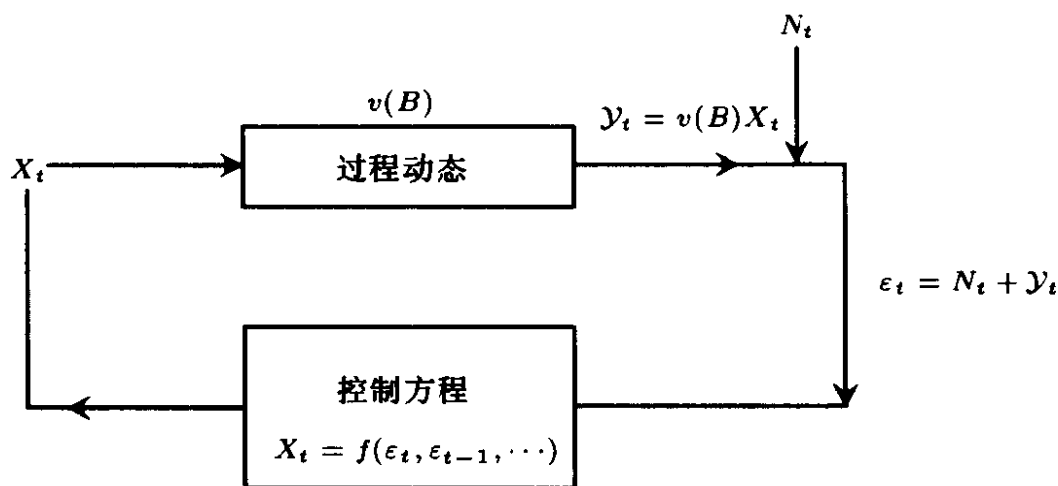 N_t
v(B)
𝒴_t = v(B)X_t
X_t
过程动态
ε_t = N_t + 𝒴_t
控制方程
X_t = f(ε_t, ε_{t-1}, ···)